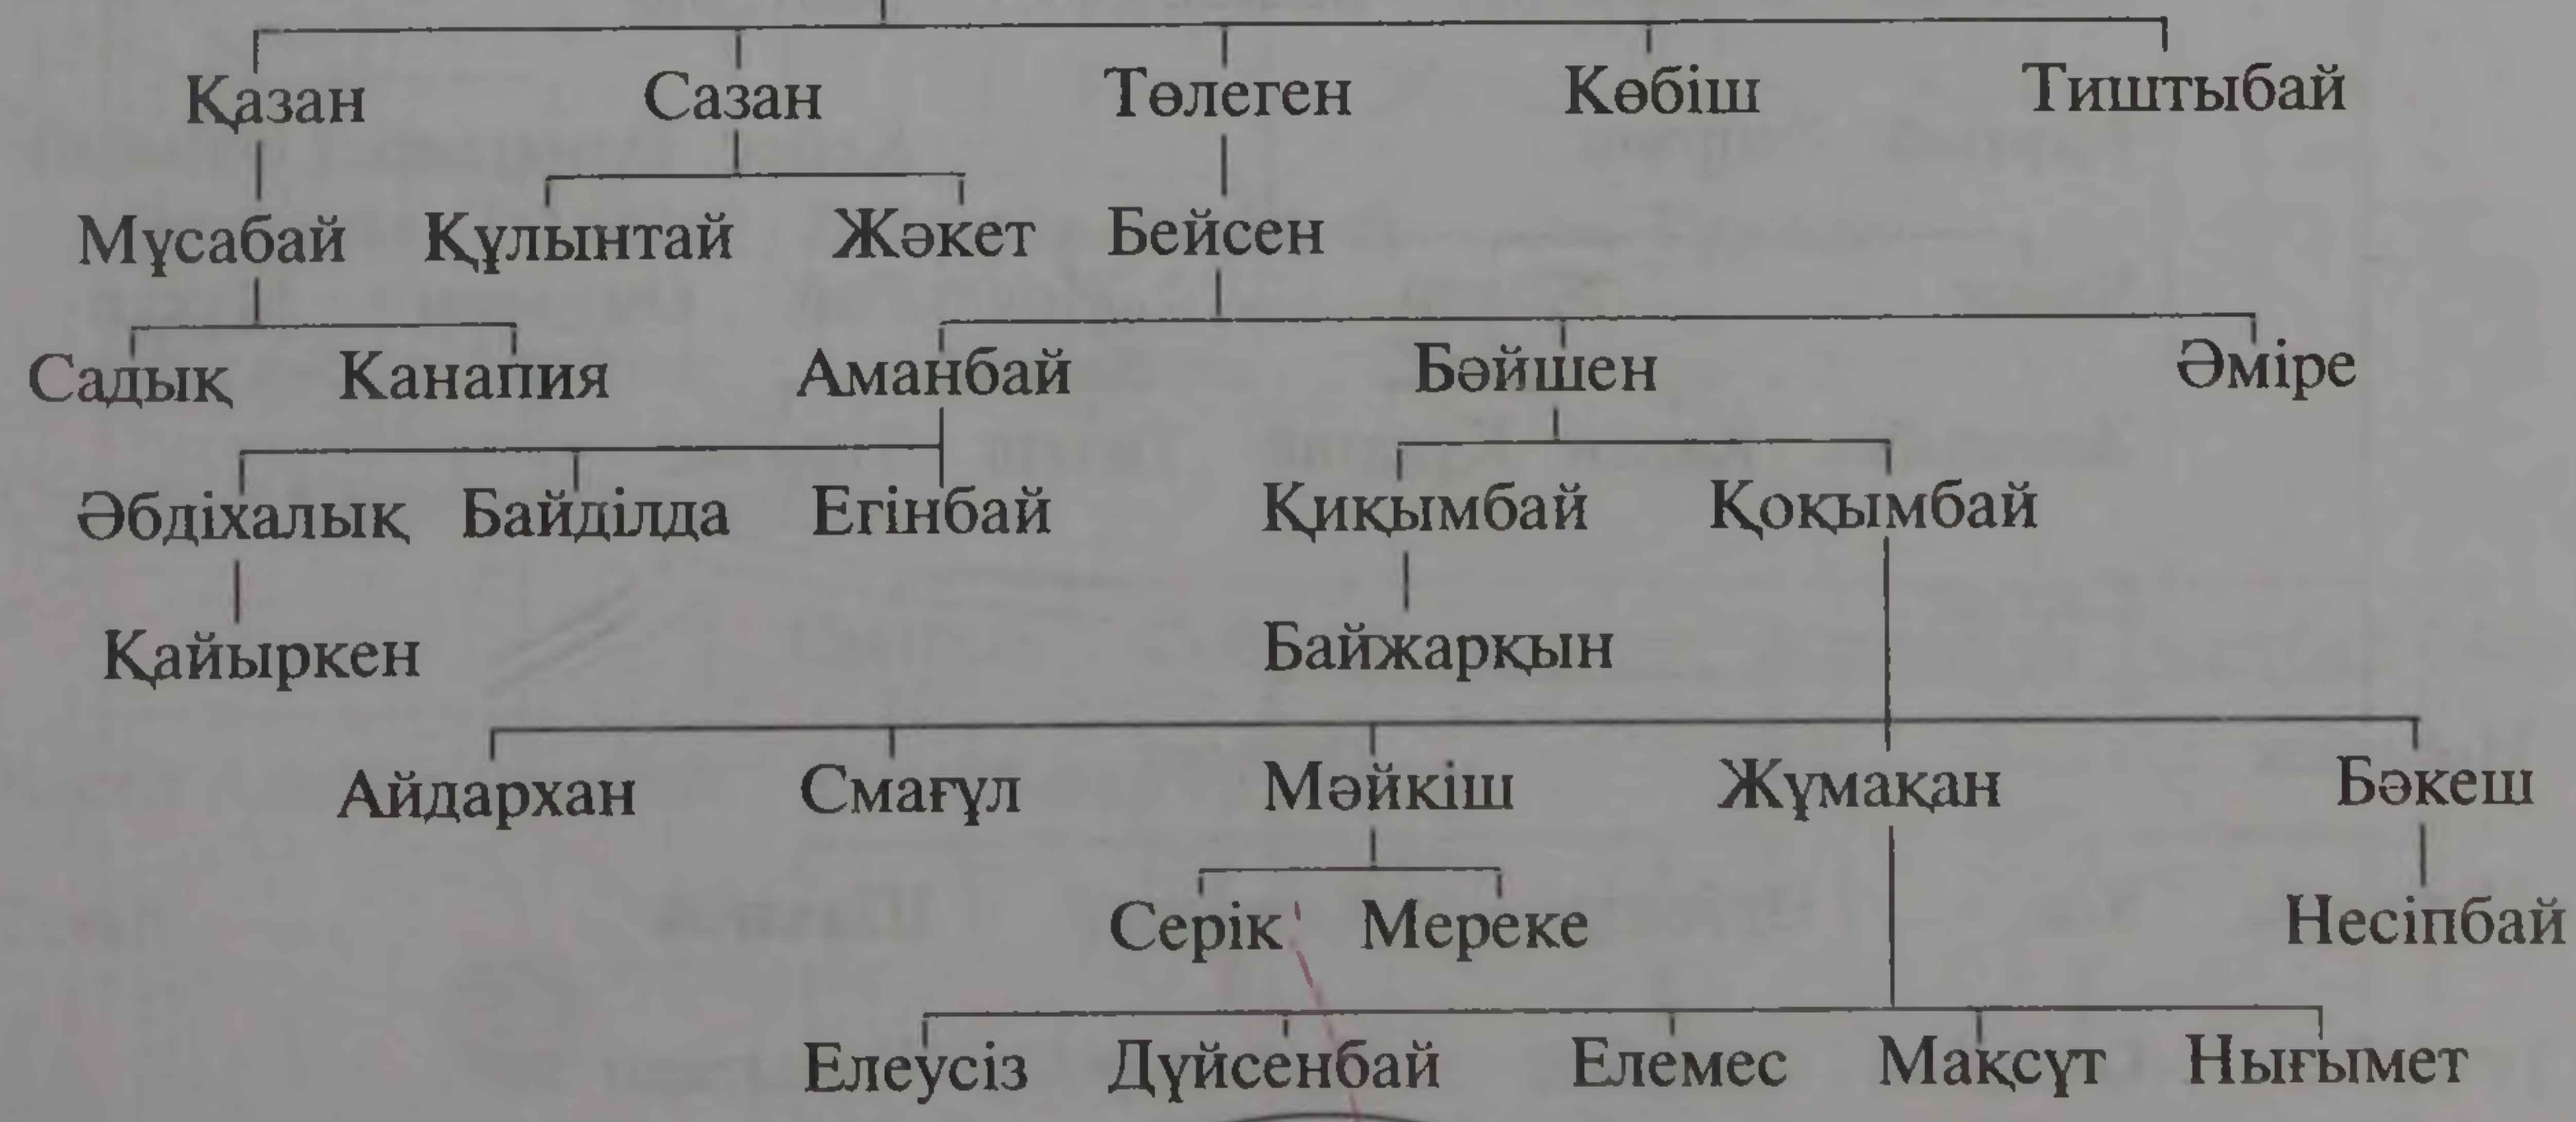 Қазан Сазан Төлеген Көбіш Тиштыбай
Мұсабай Құлынтай Жәкет Бейсен
Садық Канапия Аманбай Бәйшен Әміре
Әбдіхалық Байділда Егінбай Қиқымбай Қоқымбай
Қайыркен Байжарқын
Айдархан Смағұл Мәйкіш Жұмақан Бәкеш
Серік Мереке Несіпбай
Елеусіз Дүйсенбай Елемес Мақсұт Нығымет